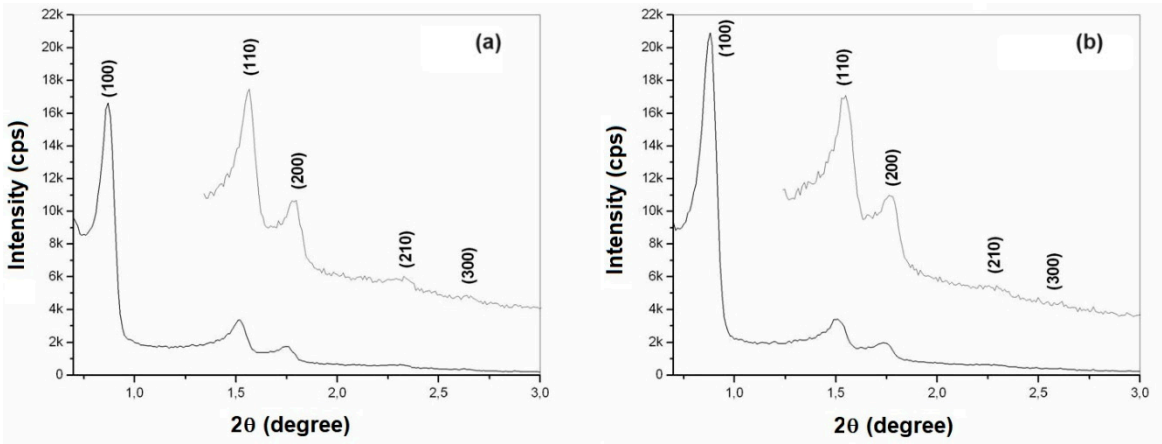 (a)
(100)
(110)
(200)
(210)
(300)
Intensity (cps)
22k
20k
18k
16k
14k
12k
10k
8k
6k
4k
2k
0
1,0
1,5
2,0
2,5
3,0
2θ (degree)
(b)
(100)
(110)
(200)
(210)
(300)
Intensity (cps)
22k
20k
18k
16k
14k
12k
10k
8k
6k
4k
2k
0
1,0
1,5
2,0
2,5
3,0
2θ (degree)